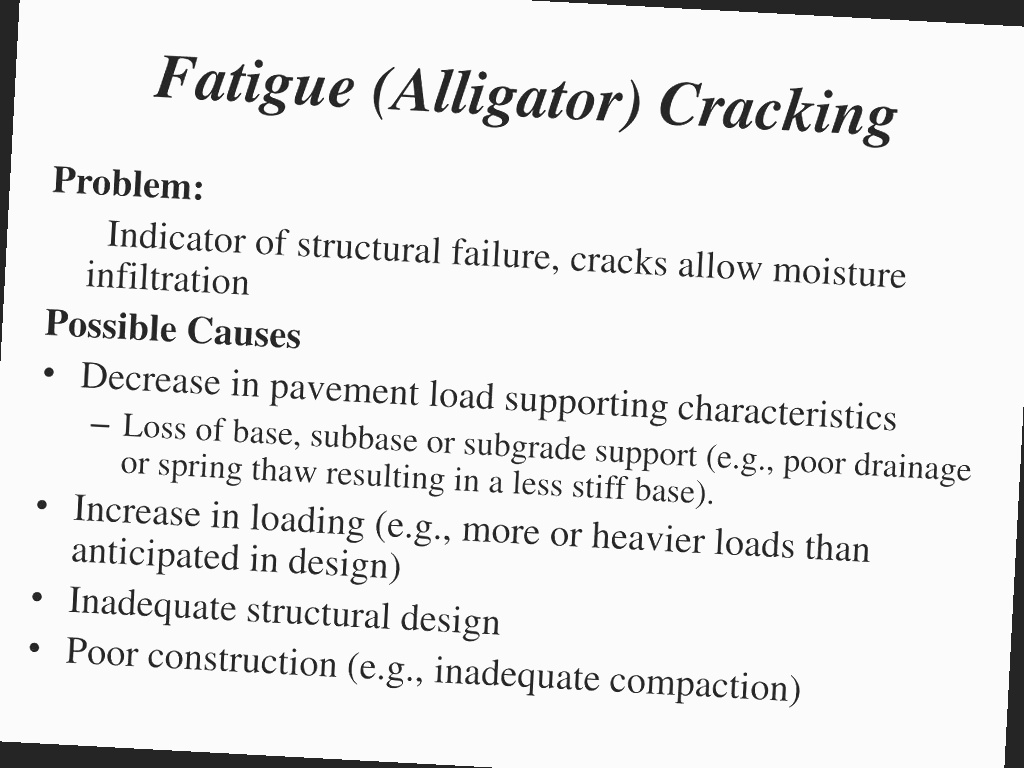 Fatigue (Alligator) Cracking
Problem:
Indicator of structural failure, cracks allow moisture
infiltration
Possible Causes
• Decrease in pavement load supporting characteristics
– Loss of base, subbase or subgrade support (e.g., poor drainage
or spring thaw resulting in a less stiff base).
• Increase in loading (e.g., more or heavier loads than
anticipated in design)
• Inadequate structural design
• Poor construction (e.g., inadequate compaction)